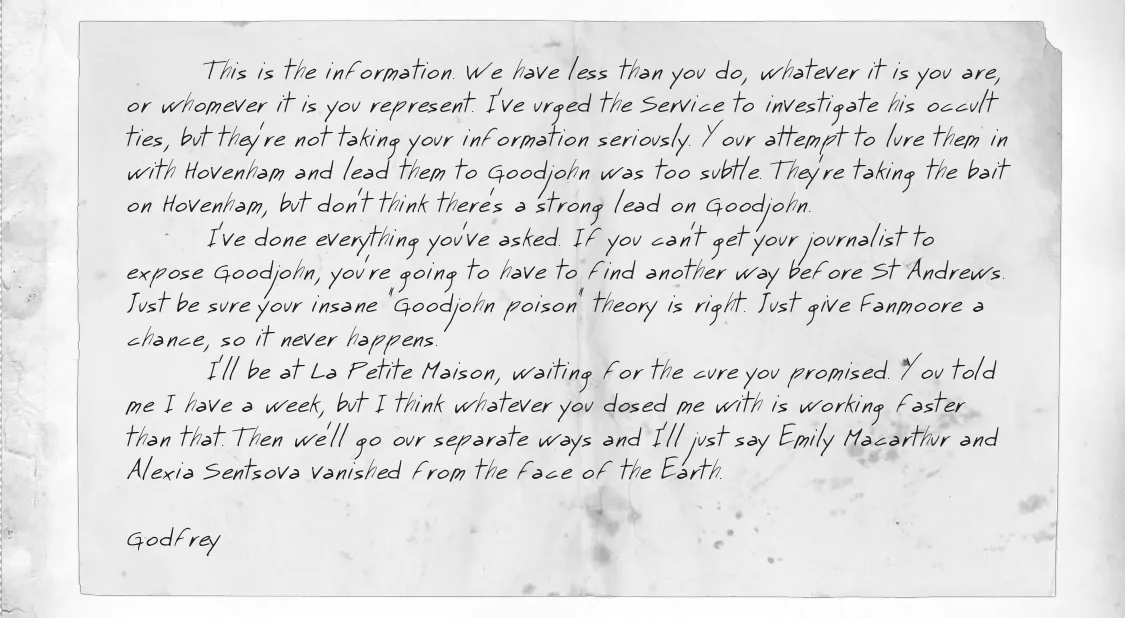 This is the information. We have less than you do, whatever it is you are,
or whomever it is you represent. I've urged the Service to investigate his occult
ties, but they're not taking your information seriously. Your attempt to lure them in
with Hovenham and lead them to Goodjohn was too subtle. They're taking the bait
on Hovenham, but don't think there's a strong lead on Goodjohn.
I've done everything you've asked. If you can't get your journalist to
expose Goodjohn, you're going to have to find another way before St Andrews.
Just be sure your insane "Goodjohn poison" theory is right. Just give Fanmoore a
chance, so it never happens.
I'll be at La Petite Maison, waiting for the cure you promised. You told
me I have a week, but I think whatever you dosed me with is working faster
than that. Then we'll go our separate ways and I'll just say Emily Macarthur and
Alexia Sentsova vanished from the face of the Earth.
Godfrey